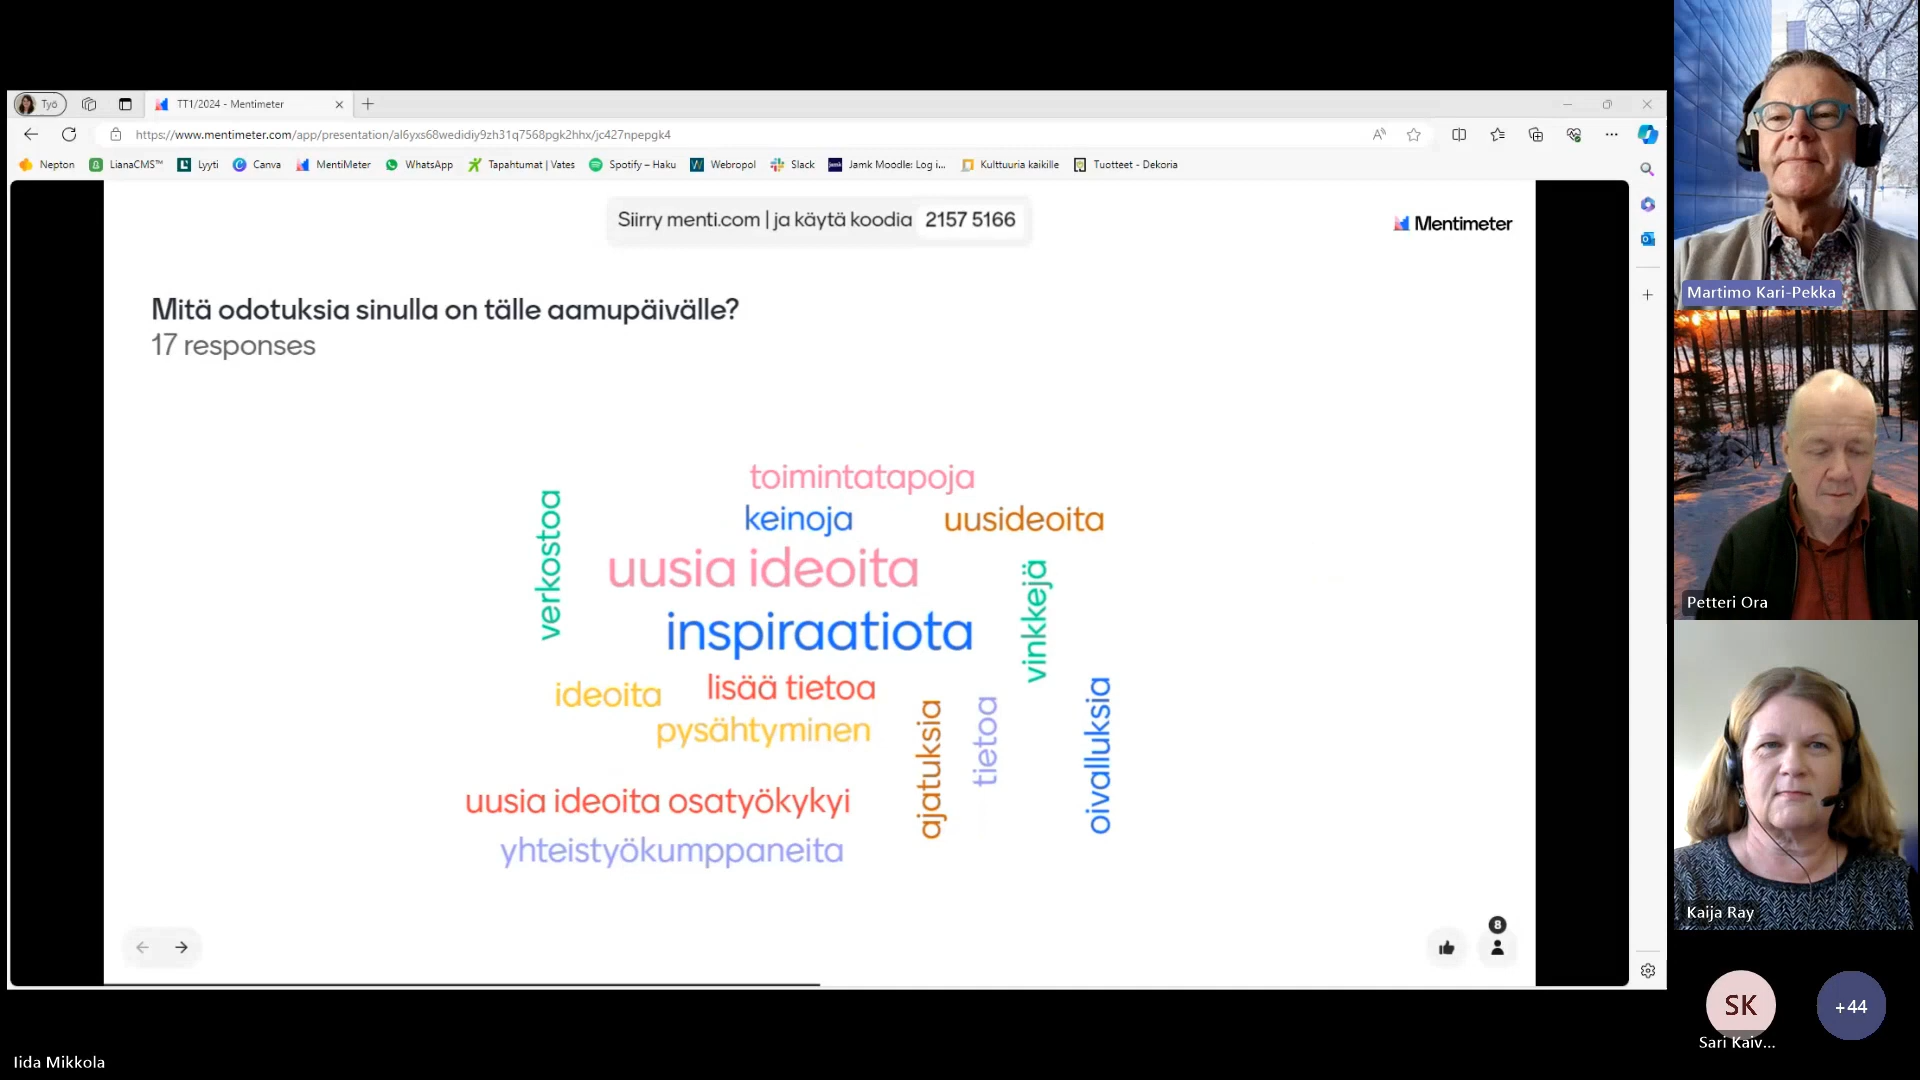 Työ
TT1/2024 - Mentimeter
https://www.mentimeter.com/app/presentation/al6yxs68wedidiy9zh31q7568pgk2hhx/jc427npepgk4
Nepton
LianaCMS™
Lyyti
Canva
MentiMeter
WhatsApp
Tapahtumat | Vates
Spotify – Haku
Webropol
Slack
Jamk Moodle: Log i...
Kulttuuria kaikille
Tuotteet - Dekoria
Siirry menti.com | ja käytä koodia 2157 5166
Mentimeter
Mitä odotuksia sinulla on tälle aamupäivälle?
17 responses
toimintatapoja
keinoja
uusideoita
verkostoa
uusia ideoita
vinkkejä
inspiraatiota
ideoita
lisää tietoa
pysähtyminen
ajatuksia
tietoa
oivalluksia
uusia ideoita osatyökykyi
yhteistyökumppaneita
8
Martimo Kari-Pekka
Petteri Ora
Kaija Ray
SK
Sari Kaiv...
+44
Iida Mikkola